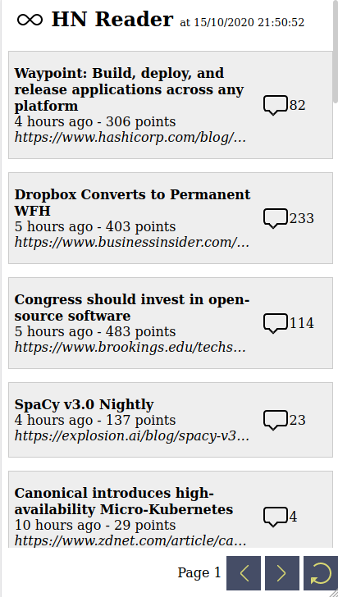 HN Reader at 15/10/2020 21:50:52
Waypoint: Build, deploy, and
release applications across any
platform
4 hours ago - 306 points
https://www.hashicorp.com/blog/...
82
Dropbox Converts to Permanent
WFH
5 hours ago - 403 points
https://www.businessinsider.com/...
233
Congress should invest in open-
source software
5 hours ago - 483 points
https://www.brookings.edu/techs...
114
SpaCy v3.0 Nightly
4 hours ago - 137 points
https://explosion.ai/blog/spacy-v3...
23
Canonical introduces high-
availability Micro-Kubernetes
10 hours ago - 29 points
https://www.zdnet.com/article/ca...
4
Page 1